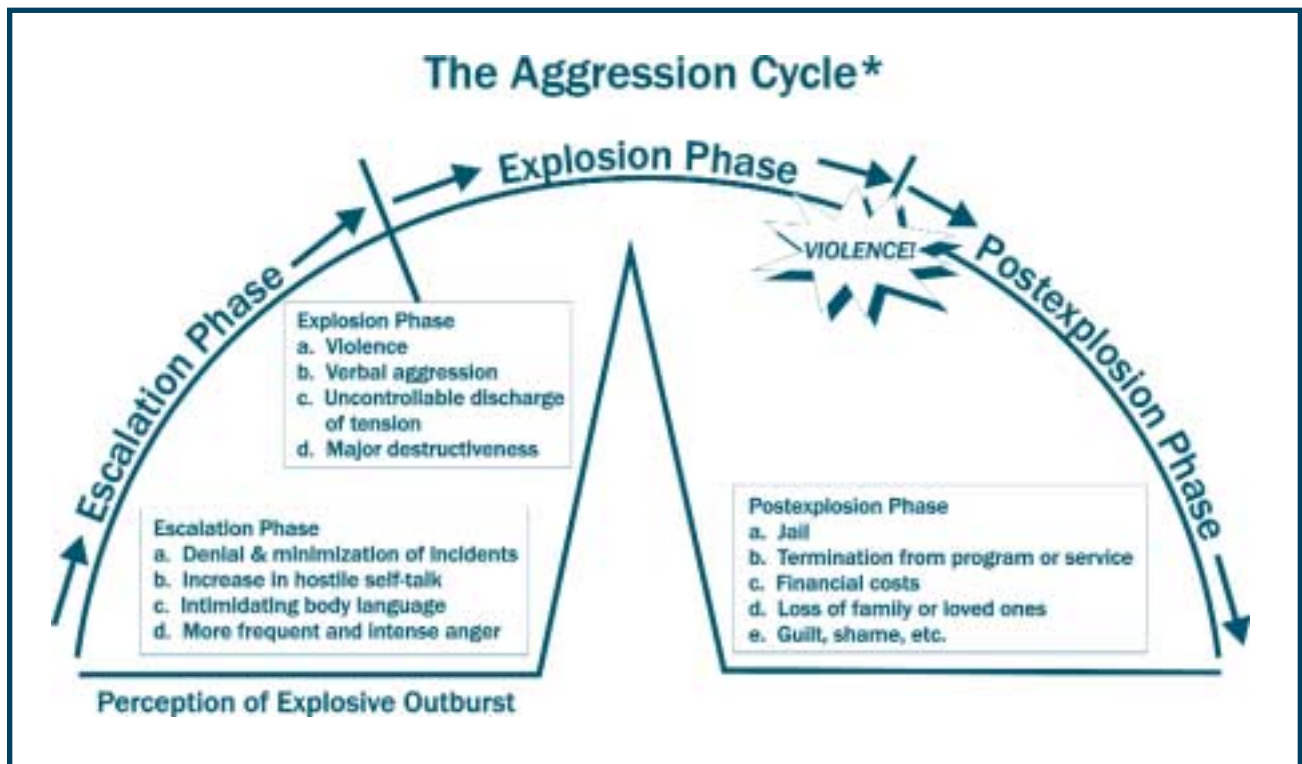 The Aggression Cycle*
Escalation Phase
Explosion Phase
VIOLENCE!
Postexplosion Phase
Explosion Phase
a. Violence
b. Verbal aggression
c. Uncontrollable discharge
of tension
d. Major destructiveness
Escalation Phase
a. Denial & minimization of incidents
b. Increase in hostile self-talk
c. Intimidating body language
d. More frequent and intense anger
Postexplosion Phase
a. Jail
b. Termination from program or service
c. Financial costs
d. Loss of family or loved ones
e. Guilt, shame, etc.
Perception of Explosive Outburst